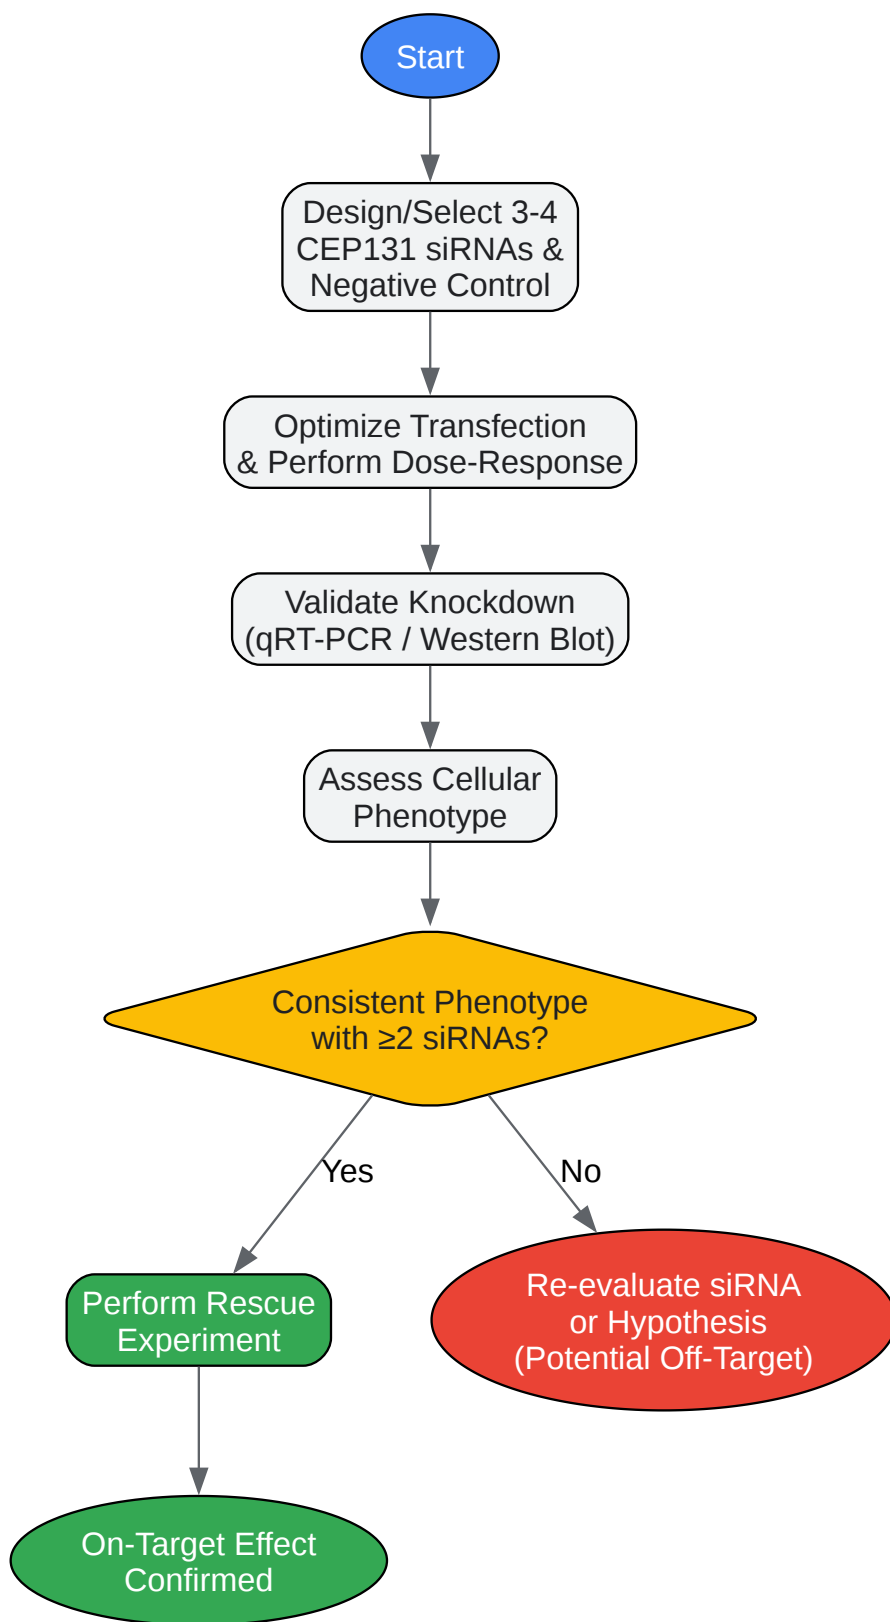 Start
Design/Select 3-4
CEP131 siRNAs &
Negative Control
Optimize Transfection
& Perform Dose-Response
Validate Knockdown
(qRT-PCR / Western Blot)
Assess Cellular
Phenotype
Consistent Phenotype
with ≥2 siRNAs?
Yes
No
Perform Rescue
Experiment
Re-evaluate siRNA
or Hypothesis
(Potential Off-Target)
On-Target Effect
Confirmed